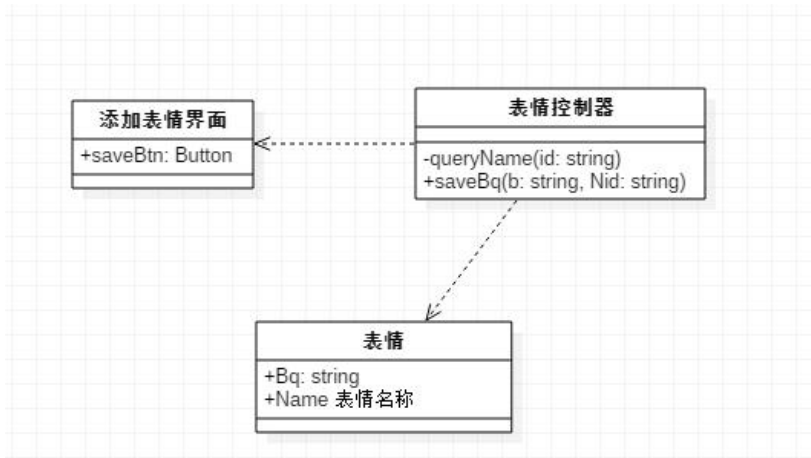 添加表情界面
+saveBtn: Button
表情控制器
-queryName(id: string)
+saveBq(b: string, Nid: string)
表情
+Bq: string
+Name 表情名称